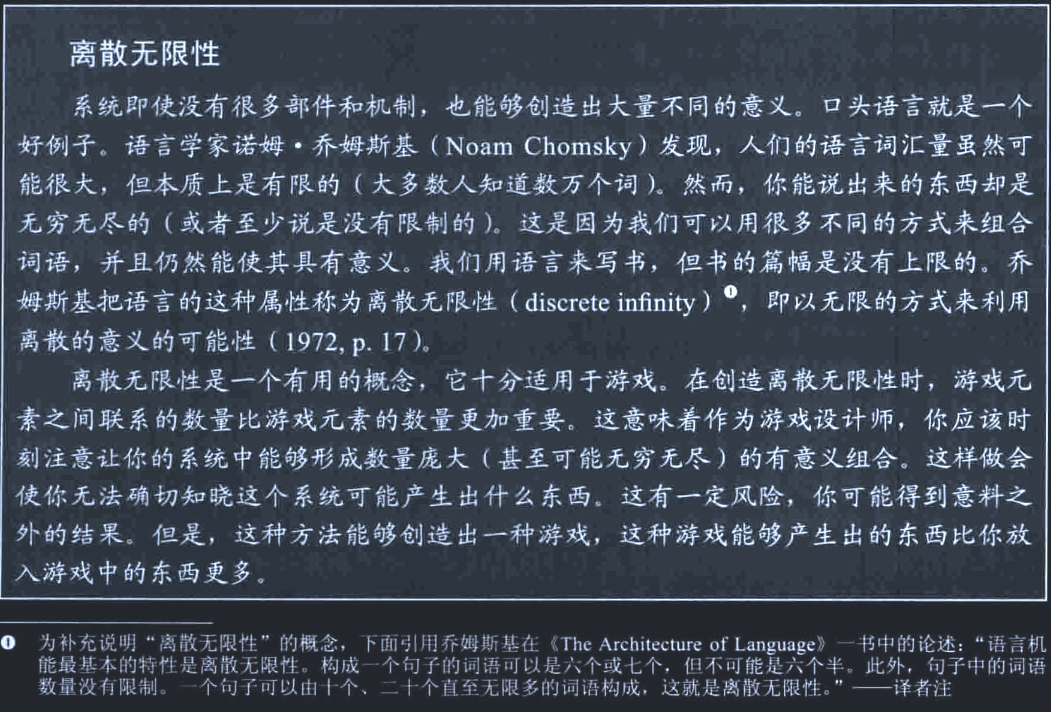 离散无限性
系统即使没有很多部件和机制，也能够创造出大量不同的意义。口头语言就是一个
好例子。语言学家诺姆·乔姆斯基（Noam Chomsky）发现，人们的语言词汇量虽然可
能很大，但本质上是有限的（大多数人知道数万个词）。然而，你能说出来的东西却是
无穷无尽的（或者至少说是没有限制的）。这是因为我们可以用很多不同的方式来组合
词语，并且仍然能使其具有意义。我们用语言来写书，但书的篇幅是没有上限的。乔
姆斯基把语言的这种属性称为离散无限性（discrete infinity）❶，即以无限的方式来利用
离散的意义的可能性（1972, p. 17）。
离散无限性是一个有用的概念，它十分适用于游戏。在创造离散无限性时，游戏元
素之间联系的数量比游戏元素的数量更加重要。这意味着作为游戏设计师，你应该时
刻注意让你的系统中能够形成数量庞大（甚至可能无穷无尽）的有意义组合。这样做会
使你无法确切知晓这个系统可能产生出什么东西。这有一定风险，你可能得到意料之
外的结果。但是，这种方法能够创造出一种游戏，这种游戏能够产生出的东西比你放
入游戏中的东西更多。
❶ 为补充说明“离散无限性”的概念，下面引用乔姆斯基在《The Architecture of Language》一书中的论述：“语言机
能最基本的特性是离散无限性。构成一个句子的词语可以是六个或七个，但不可能是六个半。此外，句子中的词语
数量没有限制。一个句子可以由十个、二十个直至无限多的词语构成，这就是离散无限性。”——译者注